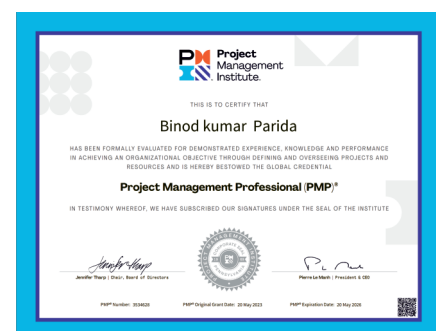 Project
Management
Institute.
THIS IS TO CERTIFY THAT
Binod kumar Parida
HAS BEEN FORMALLY EVALUATED FOR DEMONSTRATED EXPERIENCE, KNOWLEDGE AND PERFORMANCE
IN ACHIEVING AN ORGANIZATIONAL OBJECTIVE THROUGH DEFINING AND OVERSEEING PROJECTS AND
RESOURCES AND IS HEREBY BESTOWED THE GLOBAL CREDENTIAL
Project Management Professional (PMP)®
IN TESTIMONY WHEREOF, WE HAVE SUBSCRIBED OUR SIGNATURES UNDER THE SEAL OF THE INSTITUTE
CORPORATE SEAL
PENNSYLVANIA
Jennifer Tharp | Chair, Board of Directors
Pierre Le Manh | President & CEO
PMP® Number: 3534628
PMP® Original Grant Date: 20 May 2023
PMP® Expiration Date: 20 May 2026